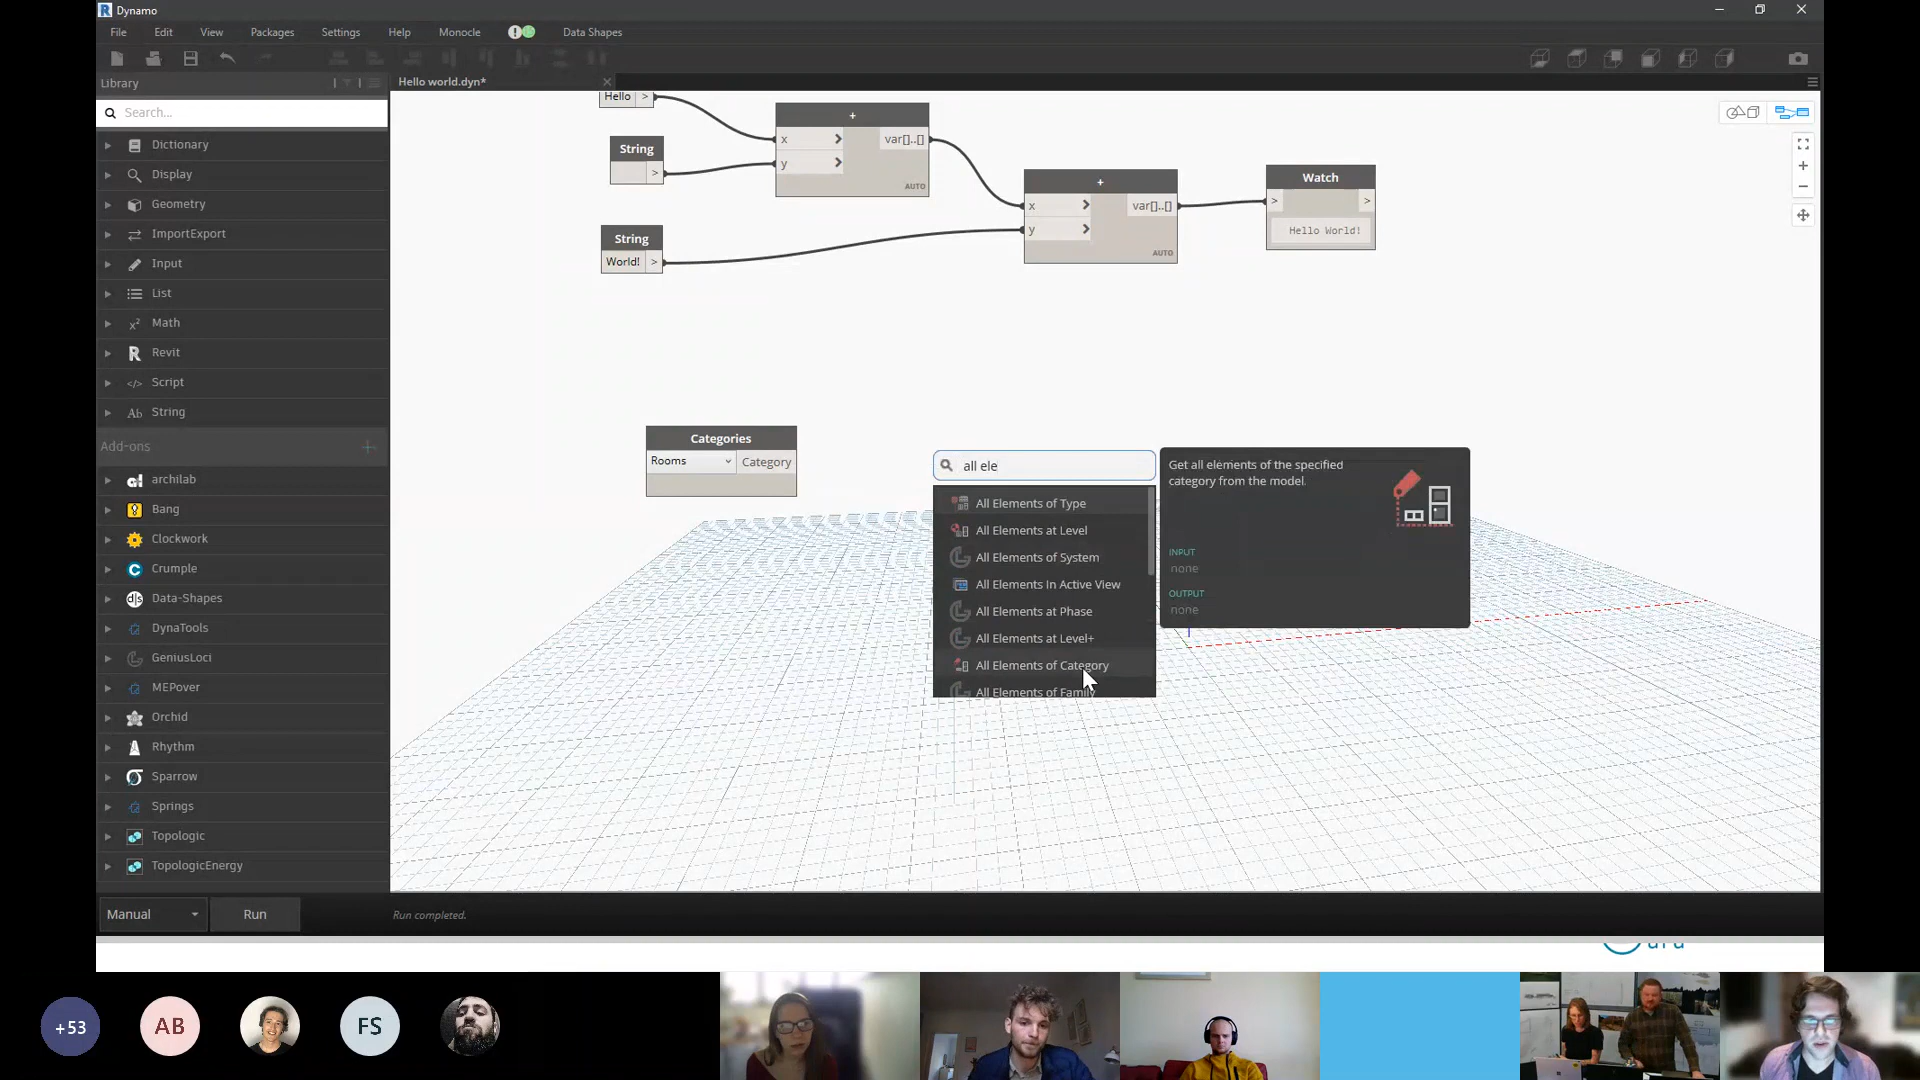 Dynamo
File Edit View Packages Settings Help Monocle Data Shapes
Library
Hello world.dyn*
Search...
Dictionary
Display
Geometry
ImportExport
Input
List
Math
Revit
Script
String
Add-ons
archilab
Bang
Clockwork
Crumple
Data-Shapes
DynaTools
GeniusLoci
MEPover
Orchid
Rhythm
Sparrow
Springs
Topologic
TopologicEnergy
Hello >
String
>
String
World! >
+
x > var[]..[]
y >
AUTO
+
x > var[]..[]
y >
AUTO
Watch
> >
Hello World!
Categories
Rooms Category
all ele
All Elements of Type
All Elements at Level
All Elements of System
All Elements In Active View
All Elements at Phase
All Elements at Level+
All Elements of Category
All Elements of Family
Get all elements of the specified
category from the model.
INPUT
none
OUTPUT
none
Manual Run Run completed.
+53 AB FS